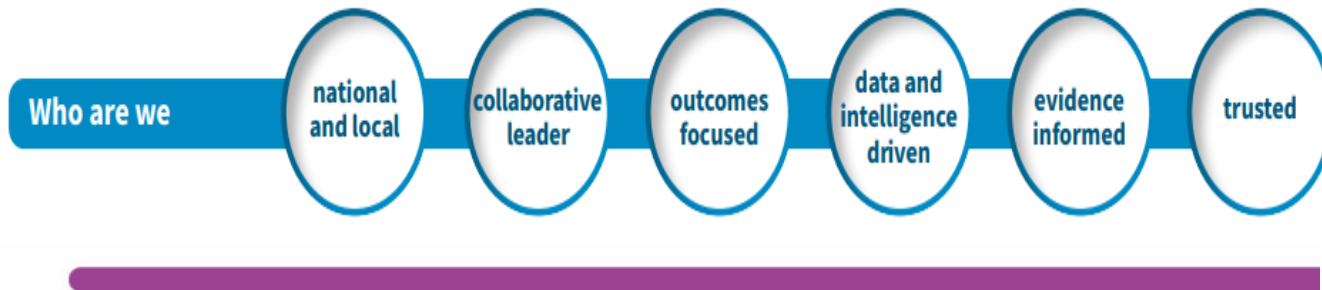 Who are we
national
and local
collaborative
leader
outcomes
focused
data and
intelligence
driven
evidence
informed
trusted